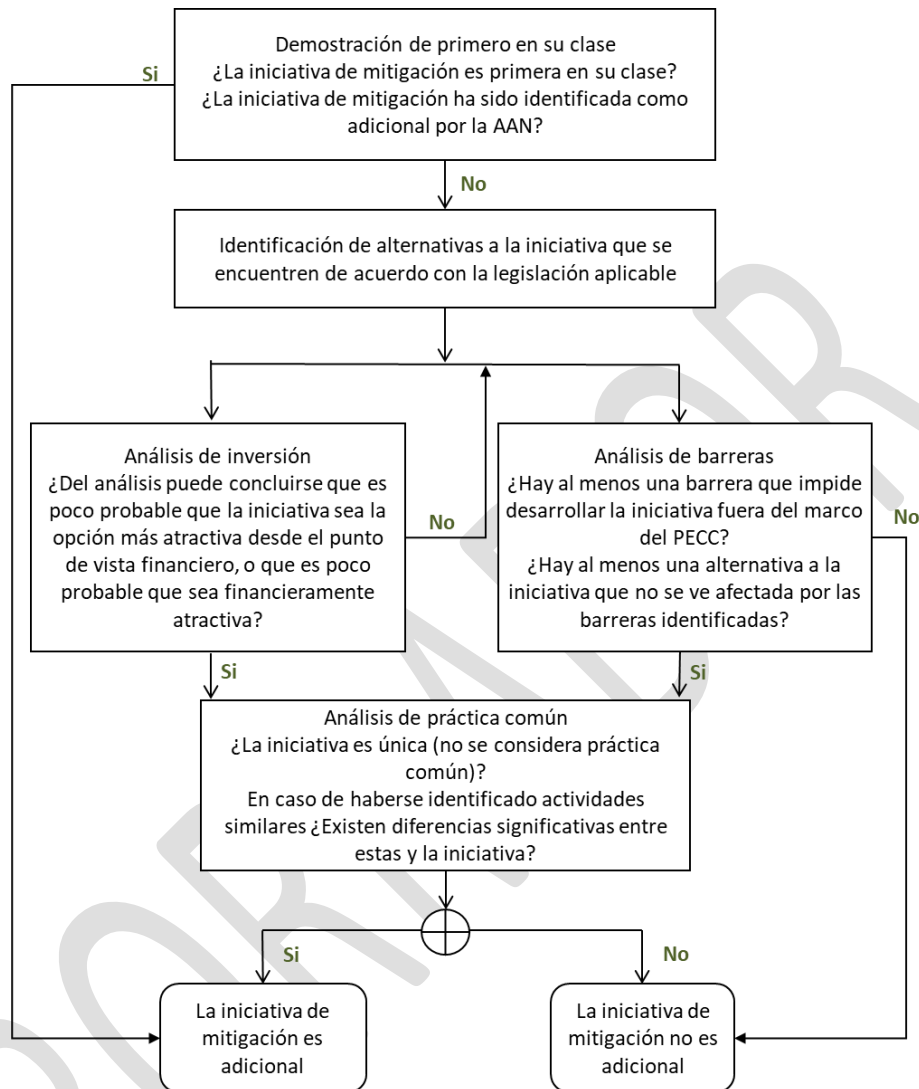 Demostración de primero en su clase
¿La iniciativa de mitigación es primera en su clase?
¿La iniciativa de mitigación ha sido identificada como
adicional por la AAN?
Si
No
Identificación de alternativas a la iniciativa que se
encuentren de acuerdo con la legislación aplicable
Análisis de inversión
¿Del análisis puede concluirse que es
poco probable que la iniciativa sea la
opción más atractiva desde el punto
de vista financiero, o que es poco
probable que sea financieramente
atractiva?
No
Análisis de barreras
¿Hay al menos una barrera que impide
desarrollar la iniciativa fuera del marco
del PECC?
¿Hay al menos una alternativa a la
iniciativa que no se ve afectada por las
barreras identificadas?
No
Si
Si
Análisis de práctica común
¿La iniciativa es única (no se considera práctica
común)?
En caso de haberse identificado actividades
similares ¿Existen diferencias significativas entre
estas y la iniciativa?
Si
No
La iniciativa de
mitigación es
adicional
La iniciativa de
mitigación no es
adicional